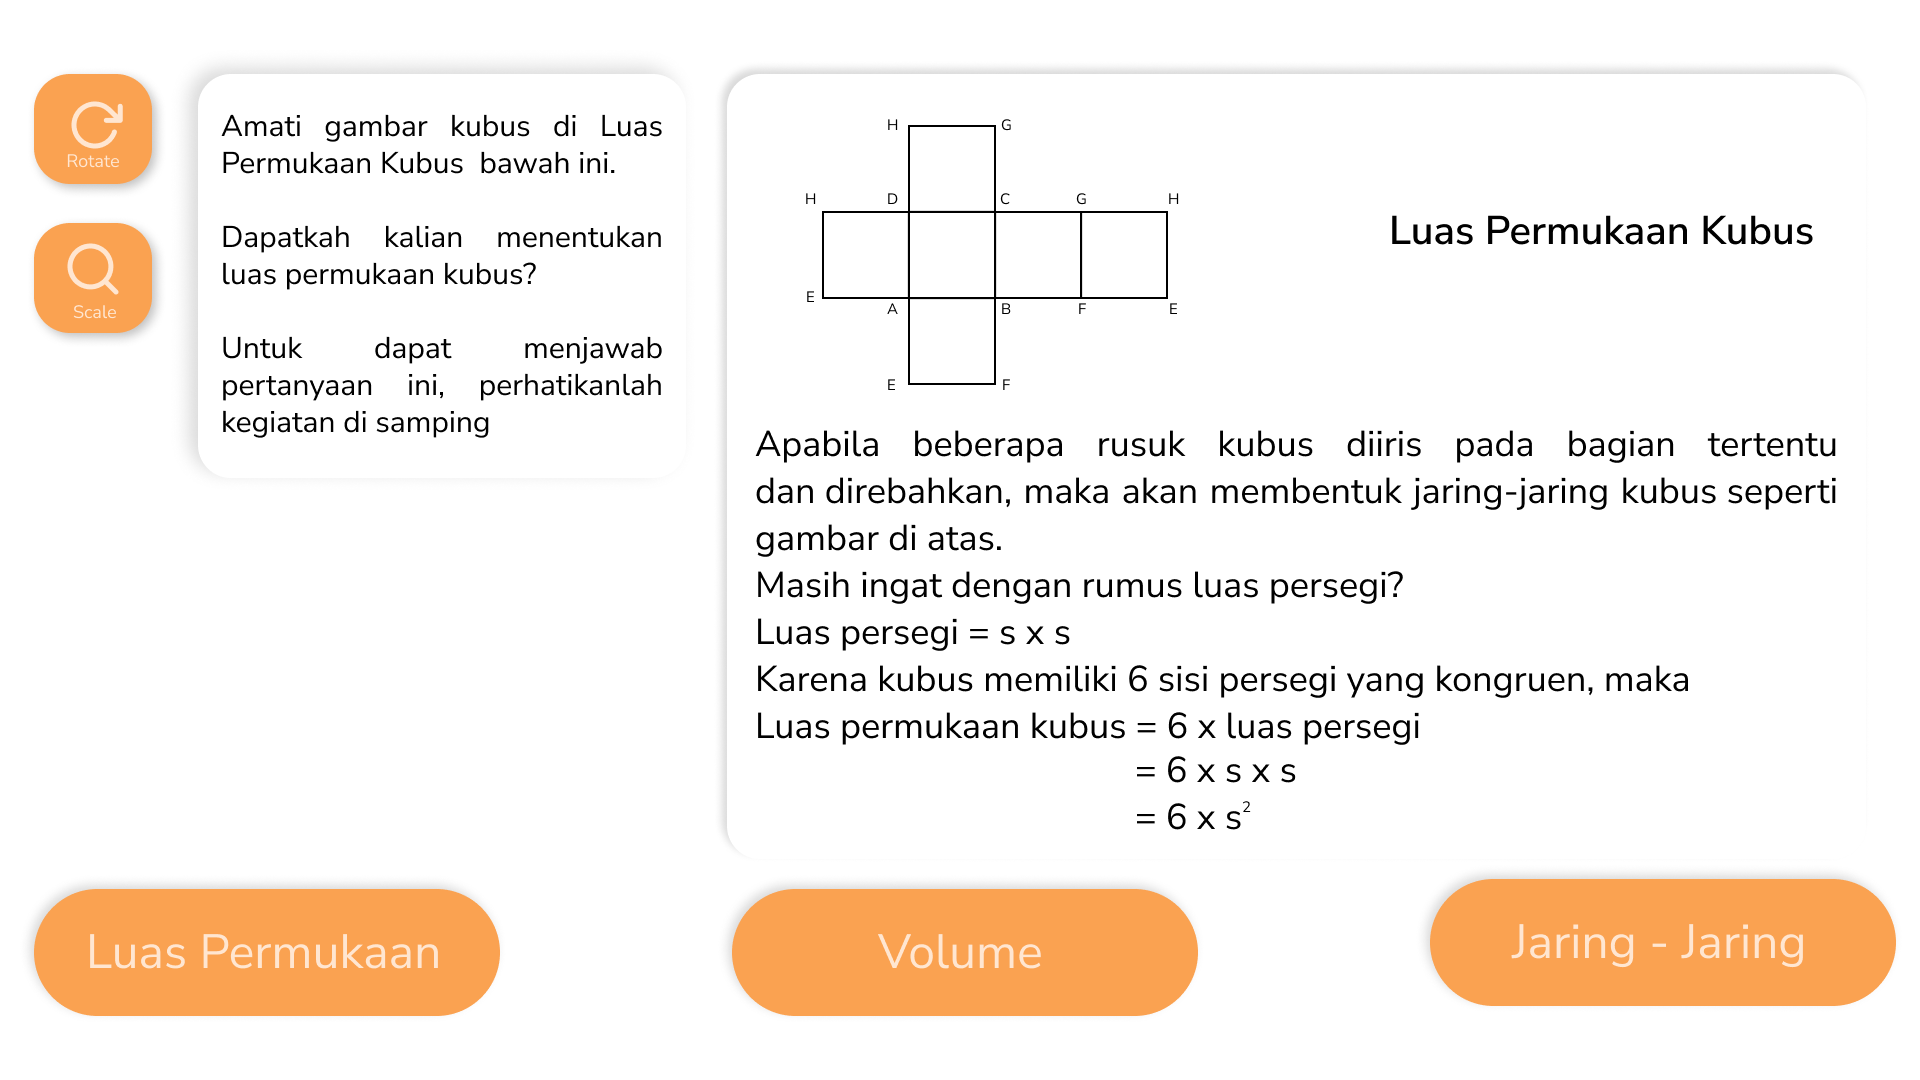 Rotate
Scale
Amati gambar kubus di Luas
Permukaan Kubus bawah ini.
Dapatkah kalian menentukan
luas permukaan kubus?
Untuk dapat menjawab
pertanyaan ini, perhatikanlah
kegiatan di samping
H G
H D C G H
E A B F E
E F
Luas Permukaan Kubus
Apabila beberapa rusuk kubus diiris pada bagian tertentu
dan direbahkan, maka akan membentuk jaring-jaring kubus seperti
gambar di atas.
Masih ingat dengan rumus luas persegi?
Luas persegi = s x s
Karena kubus memiliki 6 sisi persegi yang kongruen, maka
Luas permukaan kubus = 6 x luas persegi
= 6 x s x s
= 6 x s²
Luas Permukaan
Volume
Jaring - Jaring